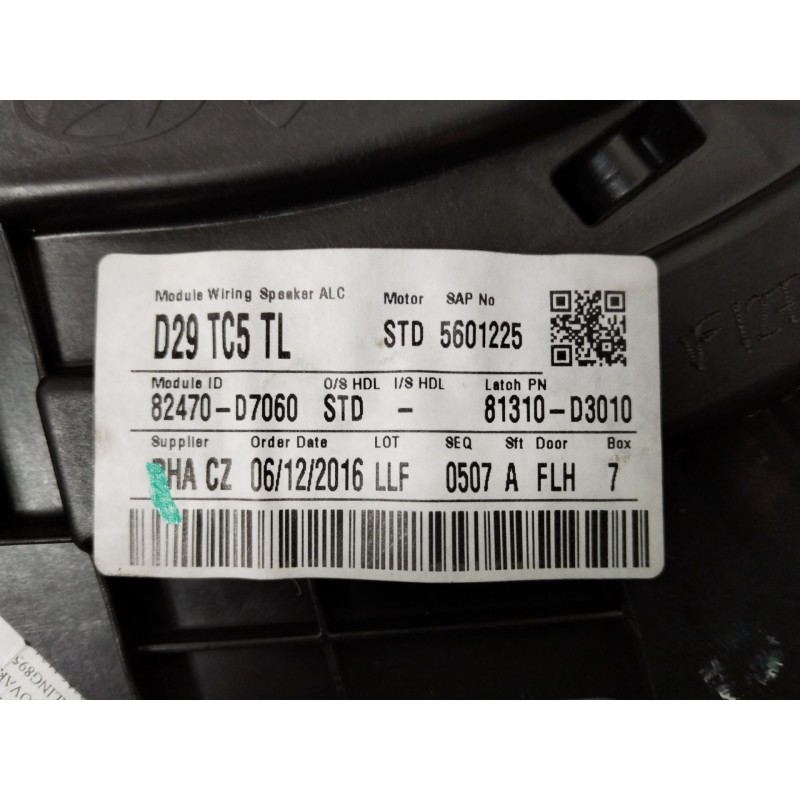 Module Wiring Speaker ALC Motor SAP No
D29 TC5 TL STD 5601225
Module ID O/S HDL I/S HDL Latch PN
82470-D7060 STD - 81310-D3010
Supplier Order Date LOT SEQ Sft Door Box
PHA CZ 06/12/2016 LLF 0507 A FLH 7